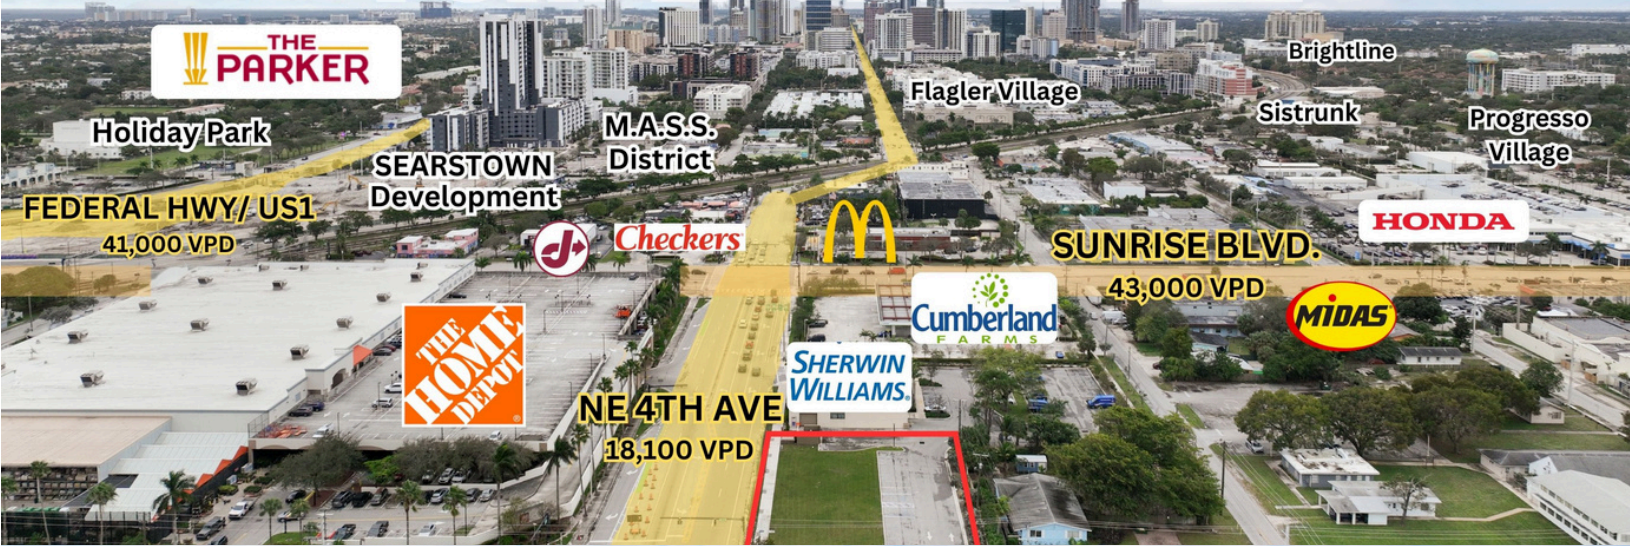 THE
PARKER
Brightline
Flagler Village
Sistrunk
Holiday Park
M.A.S.S.
District
Progresso
Village
SEARSTOWN
Development
FEDERAL HWY/ US1
41,000 VPD
Checkers
HONDA
SUNRISE BLVD.
43,000 VPD
Cumberland
FARMS
MIDAS
THE
HOME
DEPOT
SHERWIN
WILLIAMS.
NE 4TH AVE
18,100 VPD